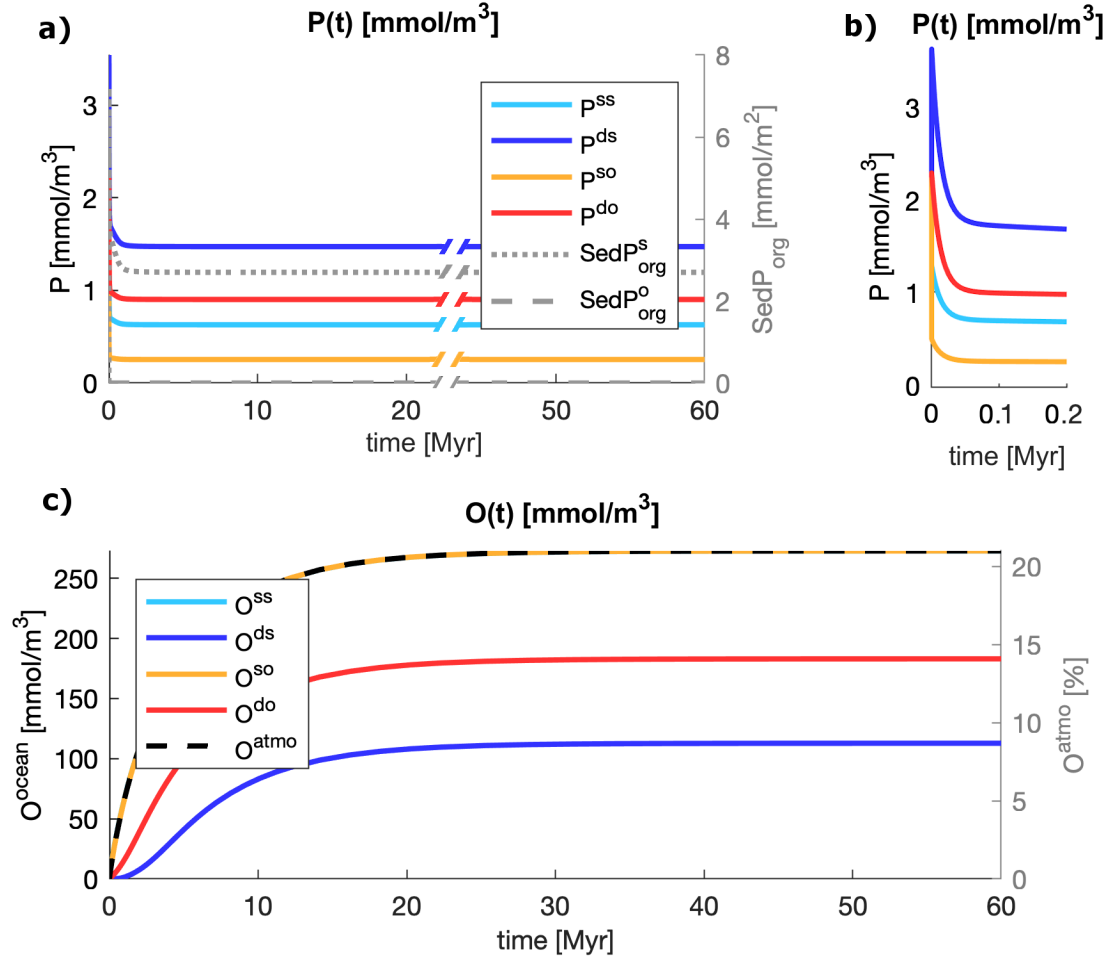 a)
P(t) [mmol/m³]
P [mmol/m³]
3
2
1
0
0
10
20
50
60
time [Myr]
8
6
4
2
0
SedP_org [mmol/m²]
P^ss
P^ds
P^so
P^do
SedP^s_org
SedP^o_org
b)
P(t) [mmol/m³]
P [mmol/m³]
3
2
1
0
0
0.1
0.2
time [Myr]
c)
O(t) [mmol/m³]
O^ocean [mmol/m³]
250
200
150
100
50
0
O^ss
O^ds
O^so
O^do
O^atmo
20
15
10
5
0
O^atmo [%]
0
10
20
30
40
50
60
time [Myr]